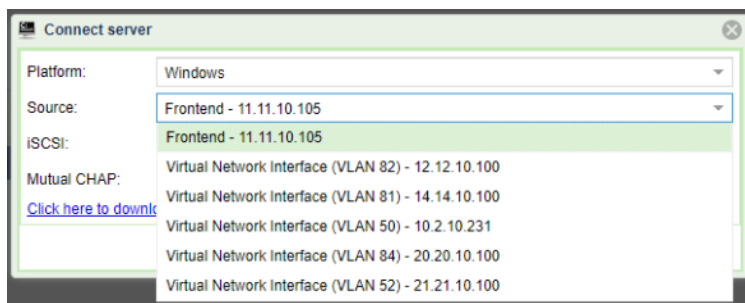 Connect server
Platform: Windows
Source: Frontend - 11.11.10.105
iSCSI: Frontend - 11.11.10.105
Virtual Network Interface (VLAN 82) - 12.12.10.100
Mutual CHAP: Virtual Network Interface (VLAN 81) - 14.14.10.100
Click here to Virtual Network Interface (VLAN 50) - 10.2.10.231
Virtual Network Interface (VLAN 84) - 20.20.10.100
Virtual Network Interface (VLAN 52) - 21.21.10.100